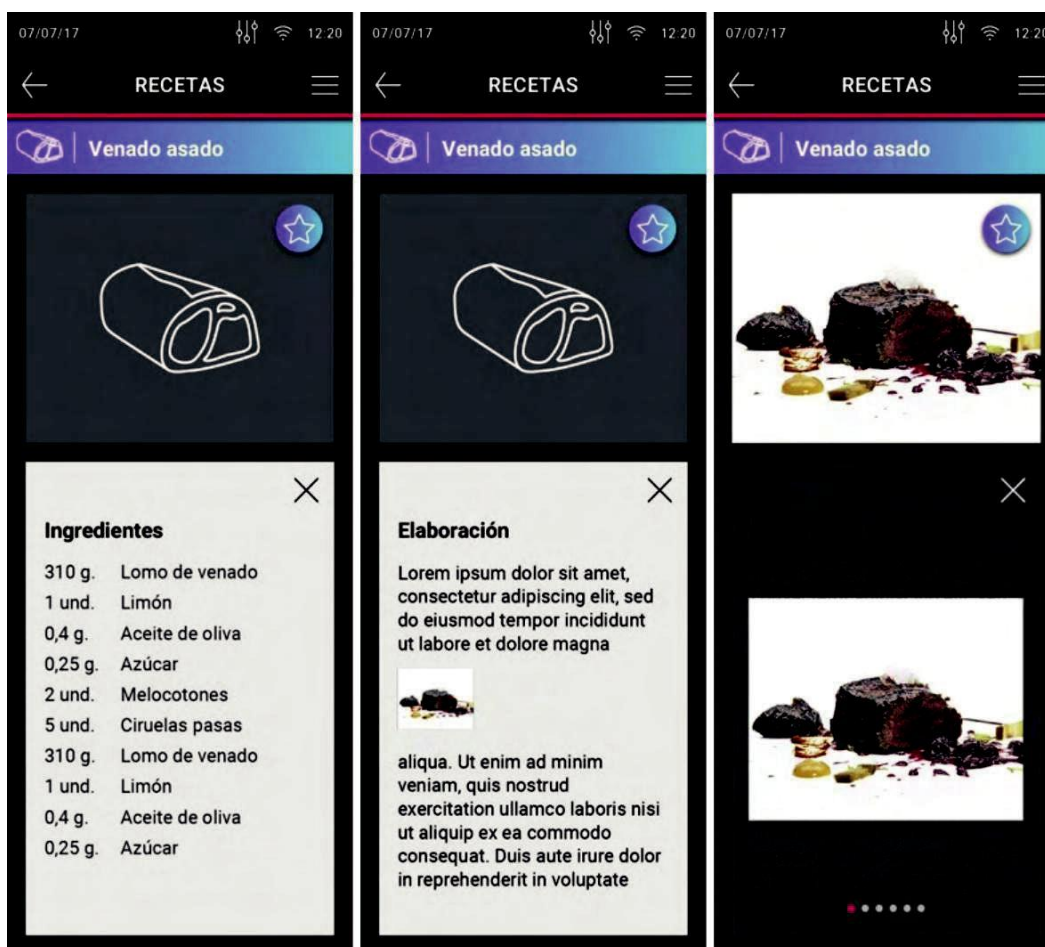 07/07/17 12:20
RECETAS
Venado asado
Ingredientes
310 g. Lomo de venado
1 und. Limón
0,4 g. Aceite de oliva
0,25 g. Azúcar
2 und. Melocotones
5 und. Ciruelas pasas
310 g. Lomo de venado
1 und. Limón
0,4 g. Aceite de oliva
0,25 g. Azúcar
07/07/17 12:20
RECETAS
Venado asado
Elaboración
Lorem ipsum dolor sit amet,
consectetur adipiscing elit, sed
do eiusmod tempor incididunt
ut labore et dolore magna
aliqua. Ut enim ad minim
veniam, quis nostrud
exercitation ullamco laboris nisi
ut aliquip ex ea commodo
consequat. Duis aute irure dolor
in reprehenderit in voluptate
07/07/17 12:20
RECETAS
Venado asado